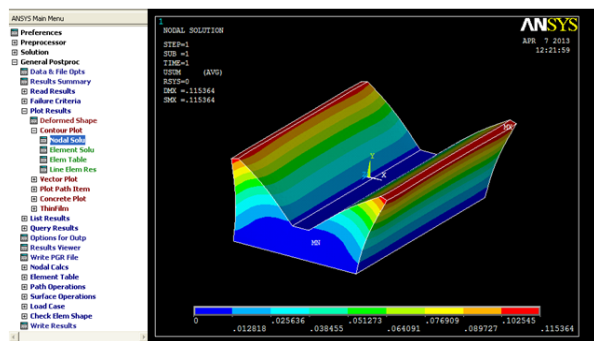 ANSYS Main Menu
Preferences
Preprocessor
Solution
General Postproc
Data & File Opts
Results Summary
Read Results
Failure Criteria
Plot Results
Deformed Shape
Contour Plot
Nodal Solu
Element Solu
Elem Table
Line Elem Res
Vector Plot
Plot Path Item
Concrete Plot
ThinFilm
List Results
Query Results
Options for Outp
Results Viewer
Write PGR File
Nodal Calcs
Element Table
Path Operations
Surface Operations
Load Case
Check Elem Shape
Write Results
1
NODAL SOLUTION
STEP=1
SUB =1
TIME=1
USUM (AVG)
RSYS=0
DMX =.115364
SMX =.115364
ANSYS
APR 7 2013
12:21:59
MX
Y
X
MN
0 .025636 .051273 .076909 .102545
.012818 .038455 .064091 .089727 .115364